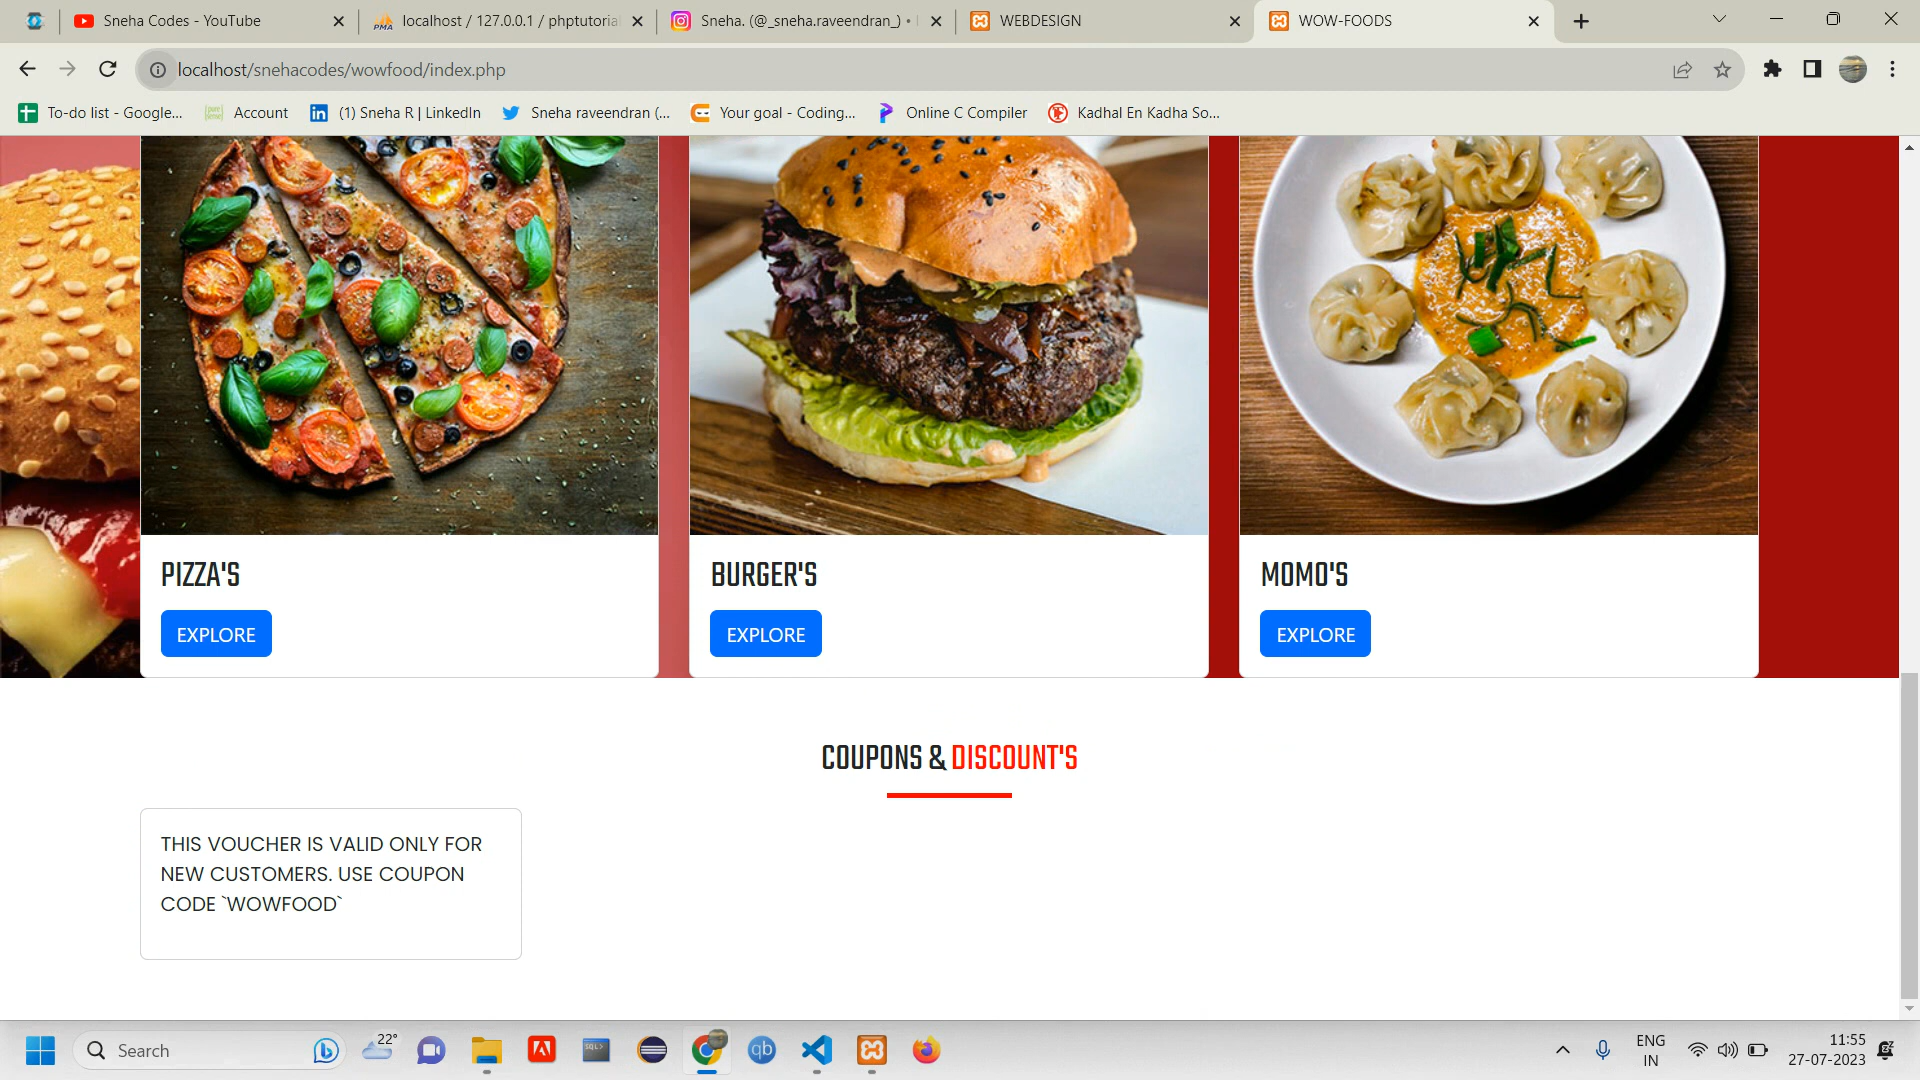 Sneha Codes - YouTube
localhost / 127.0.0.1 / phptutoria
Sneha. (@_sneha.raveendran_) •
WEBDESIGN
WOW-FOODS
localhost/snehacodes/wowfood/index.php
To-do list - Google...
Account
(1) Sneha R | LinkedIn
Sneha raveendran (...
Your goal - Coding...
Online C Compiler
Kadhal En Kadha So...
PIZZA'S
BURGER'S
MOMO'S
EXPLORE
EXPLORE
EXPLORE
COUPONS & DISCOUNT'S
THIS VOUCHER IS VALID ONLY FOR
NEW CUSTOMERS. USE COUPON
CODE `WOWFOOD`
Search
22°
qb
ENG
IN
11:55
27-07-2023